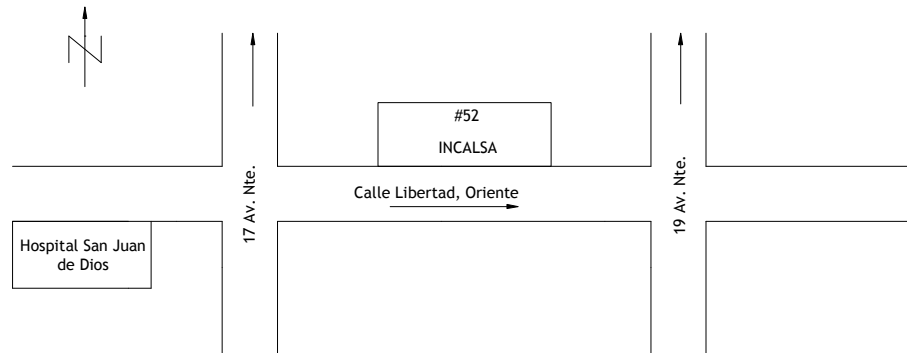 #52
INCALSA
17 Av. Nte.
Calle Libertad, Oriente
19 Av. Nte.
Hospital San Juan
de Dios
N